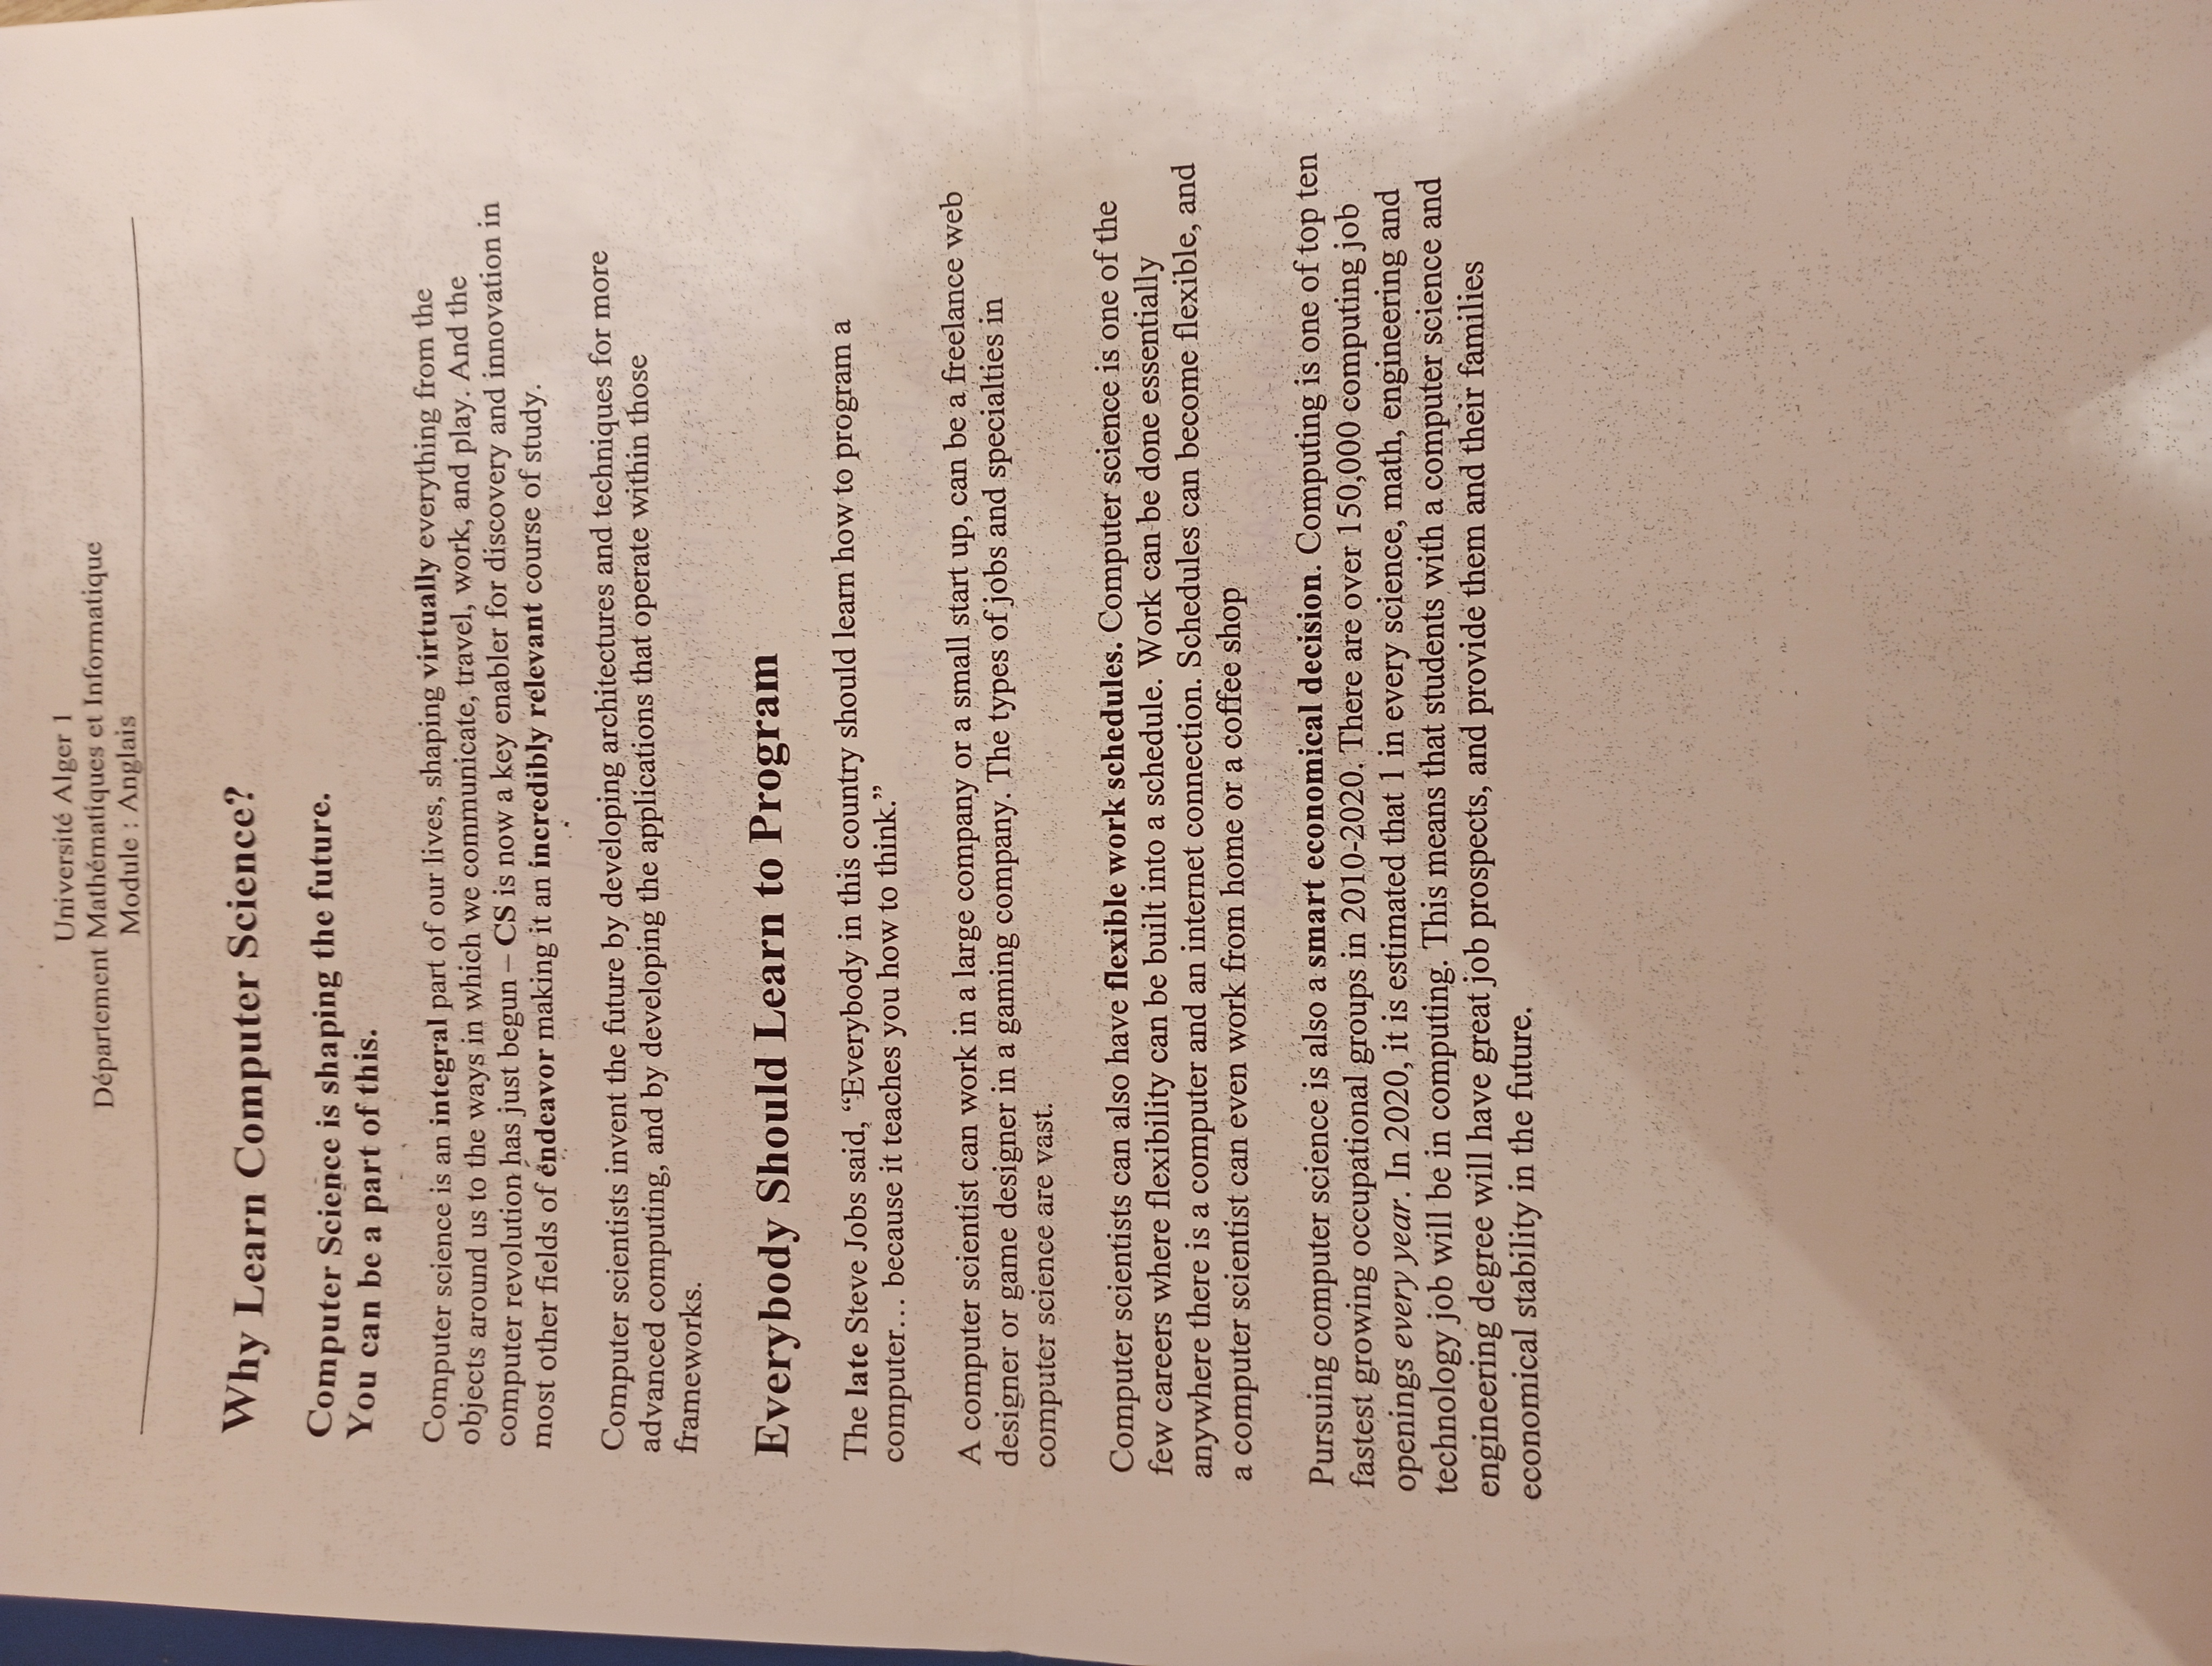 Université Alger 1
Département Mathématiques et Informatique
Module : Anglais
Why Learn Computer Science?
Computer Science is shaping the future.
You can be a part of this.
Computer science is an integral part of our lives, shaping virtually everything from the
objects around us to the ways in which we communicate, travel, work, and play. And the
computer revolution has just begun – CS is now a key enabler for discovery and innovation in
most other fields of endeavor making it an incredibly relevant course of study.
Computer scientists invent the future by developing architectures and techniques for more
advanced computing, and by developing the applications that operate within those
frameworks.
Everybody Should Learn to Program
The late Steve Jobs said, “Everybody in this country should learn how to program a
computer… because it teaches you how to think.”
A computer scientist can work in a large company or a small start up, can be a freelance web
designer or game designer in a gaming company. The types of jobs and specialties in
computer science are vast.
Computer scientists can also have flexible work schedules. Computer science is one of the
few careers where flexibility can be built into a schedule. Work can be done essentially
anywhere there is a computer and an internet connection. Schedules can become flexible, and
a computer scientist can even work from home or a coffee shop
Pursuing computer science is also a smart economical decision. Computing is one of top ten
fastest growing occupational groups in 2010-2020. There are over 150,000 computing job
openings every year. In 2020, it is estimated that 1 in every science, math, engineering and
technology job will be in computing. This means that students with a computer science and
engineering degree will have great job prospects, and provide them and their families
economical stability in the future.